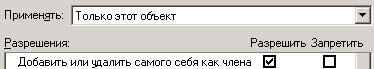 Применять: Только этот объект
Разрешения: Разрешить Запретить
Добавить или удалить самого себя как члена